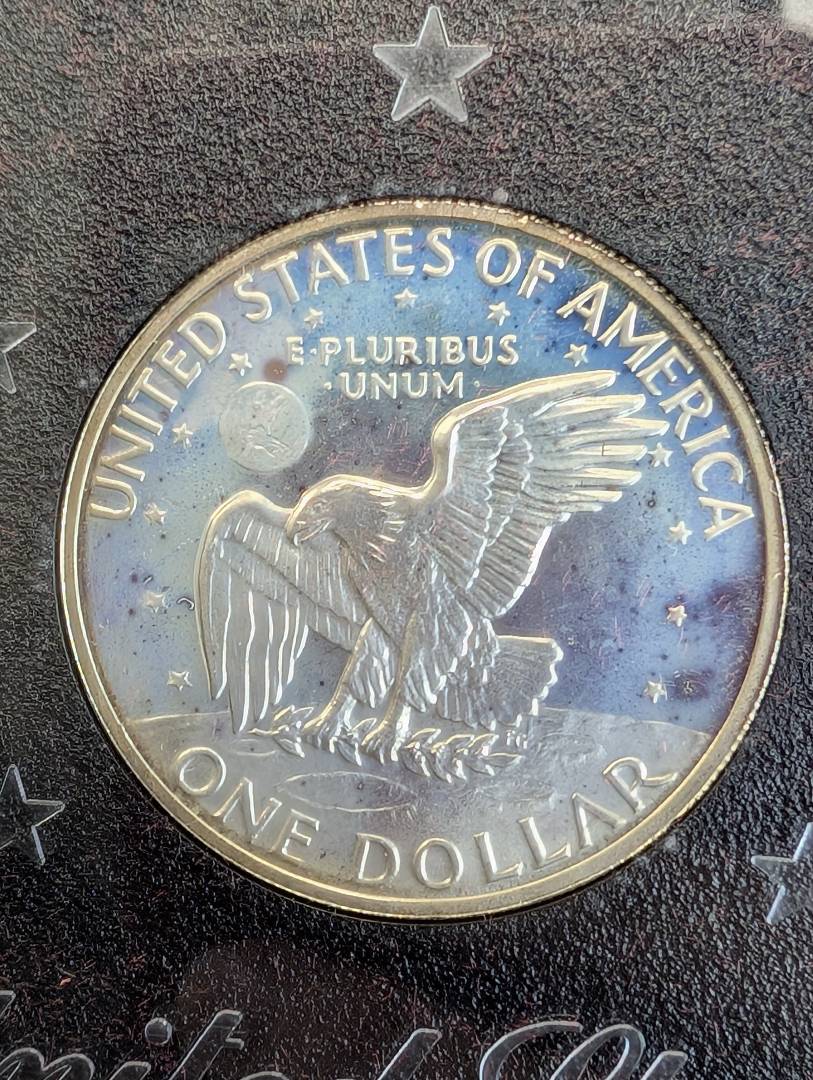 UNITED STATES OF AMERICA
E·PLURIBUS
·UNUM·
ONE DOLLAR